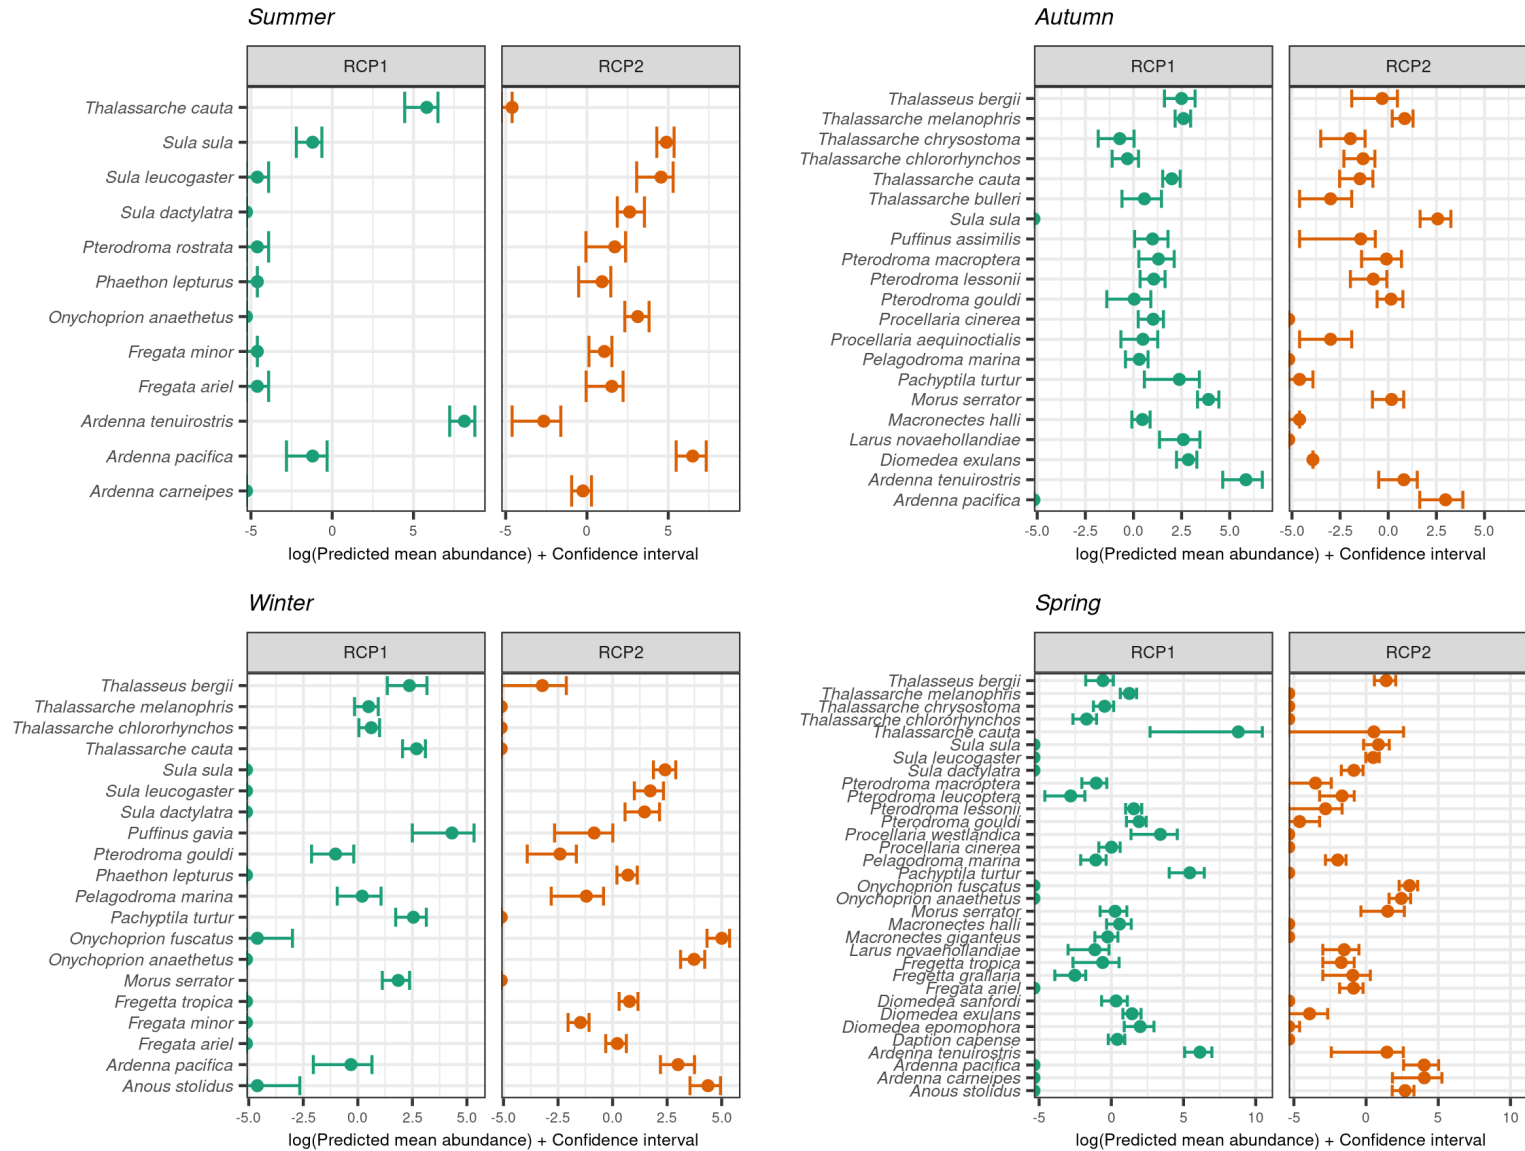 Summer
RCP1 RCP2
Thalassarche cauta
Sula sula
Sula leucogaster
Sula dactylatra
Pterodroma rostrata
Phaethon lepturus
Onychoprion anaethetus
Fregata minor
Fregata ariel
Ardenna tenuirostris
Ardenna pacifica
Ardenna carneipes
-5 0 5 -5 0 5
log(Predicted mean abundance) + Confidence interval
Autumn
RCP1 RCP2
Thalasseus bergii
Thalassarche melanophris
Thalassarche chrysostoma
Thalassarche chlororhynchos
Thalassarche cauta
Thalassarche bulleri
Sula sula
Puffinus assimilis
Pterodroma macroptera
Pterodroma lessonii
Pterodroma gouldi
Procellaria cinerea
Procellaria aequinoctialis
Pelagodroma marina
Pachyptila turtur
Morus serrator
Macronectes halli
Larus novaehollandiae
Diomedea exulans
Ardenna tenuirostris
Ardenna pacifica
-5.0 -2.5 0.0 2.5 5.0 -5.0 -2.5 0.0 2.5 5.0
log(Predicted mean abundance) + Confidence interval
Winter
RCP1 RCP2
Thalasseus bergii
Thalassarche melanophris
Thalassarche chlororhynchos
Thalassarche cauta
Sula sula
Sula leucogaster
Sula dactylatra
Puffinus gavia
Pterodroma gouldi
Phaethon lepturus
Pelagodroma marina
Pachyptila turtur
Onychoprion fuscatus
Onychoprion anaethetus
Morus serrator
Fregetta tropica
Fregata minor
Fregata ariel
Ardenna pacifica
Anous stolidus
-5.0 -2.5 0.0 2.5 5.0 -5.0 -2.5 0.0 2.5 5.0
log(Predicted mean abundance) + Confidence interval
Spring
RCP1 RCP2
Thalasseus bergii
Thalassarche melanophris
Thalassarche chrysostoma
Thalassarche chlororhynchos
Thalassarche cauta
Sula sula
Sula leucogaster
Sula dactylatra
Pterodroma macroptera
Pterodroma leucoptera
Pterodroma lessonii
Pterodroma gouldi
Procellaria westlandica
Procellaria cinerea
Pelagodroma marina
Pachyptila turtur
Onychoprion fuscatus
Onychoprion anaethetus
Morus serrator
Macronectes halli
Macronectes giganteus
Larus novaehollandiae
Fregetta tropica
Fregetta grallaria
Fregata ariel
Diomedea sanfordi
Diomedea exulans
Diomedea epomophora
Daption capense
Ardenna tenuirostris
Ardenna pacifica
Ardenna carneipes
Anous stolidus
-5 0 5 10 -5 0 5 10
log(Predicted mean abundance) + Confidence interval